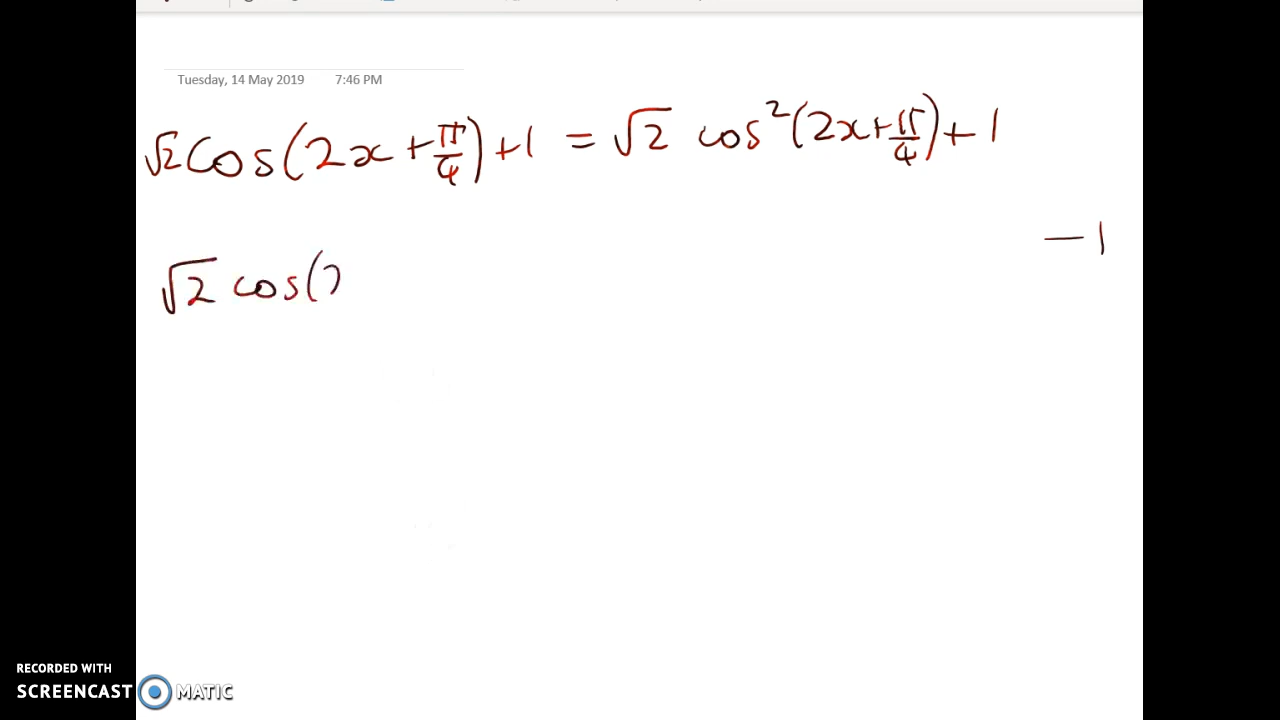 Tuesday, 14 May 2019 7:46 PM
√2 cos(2x + π/4) + 1 = √2 cos²(2x + π/4) + 1
— 1
√2 cos(2
RECORDED WITH
SCREENCAST MATIC